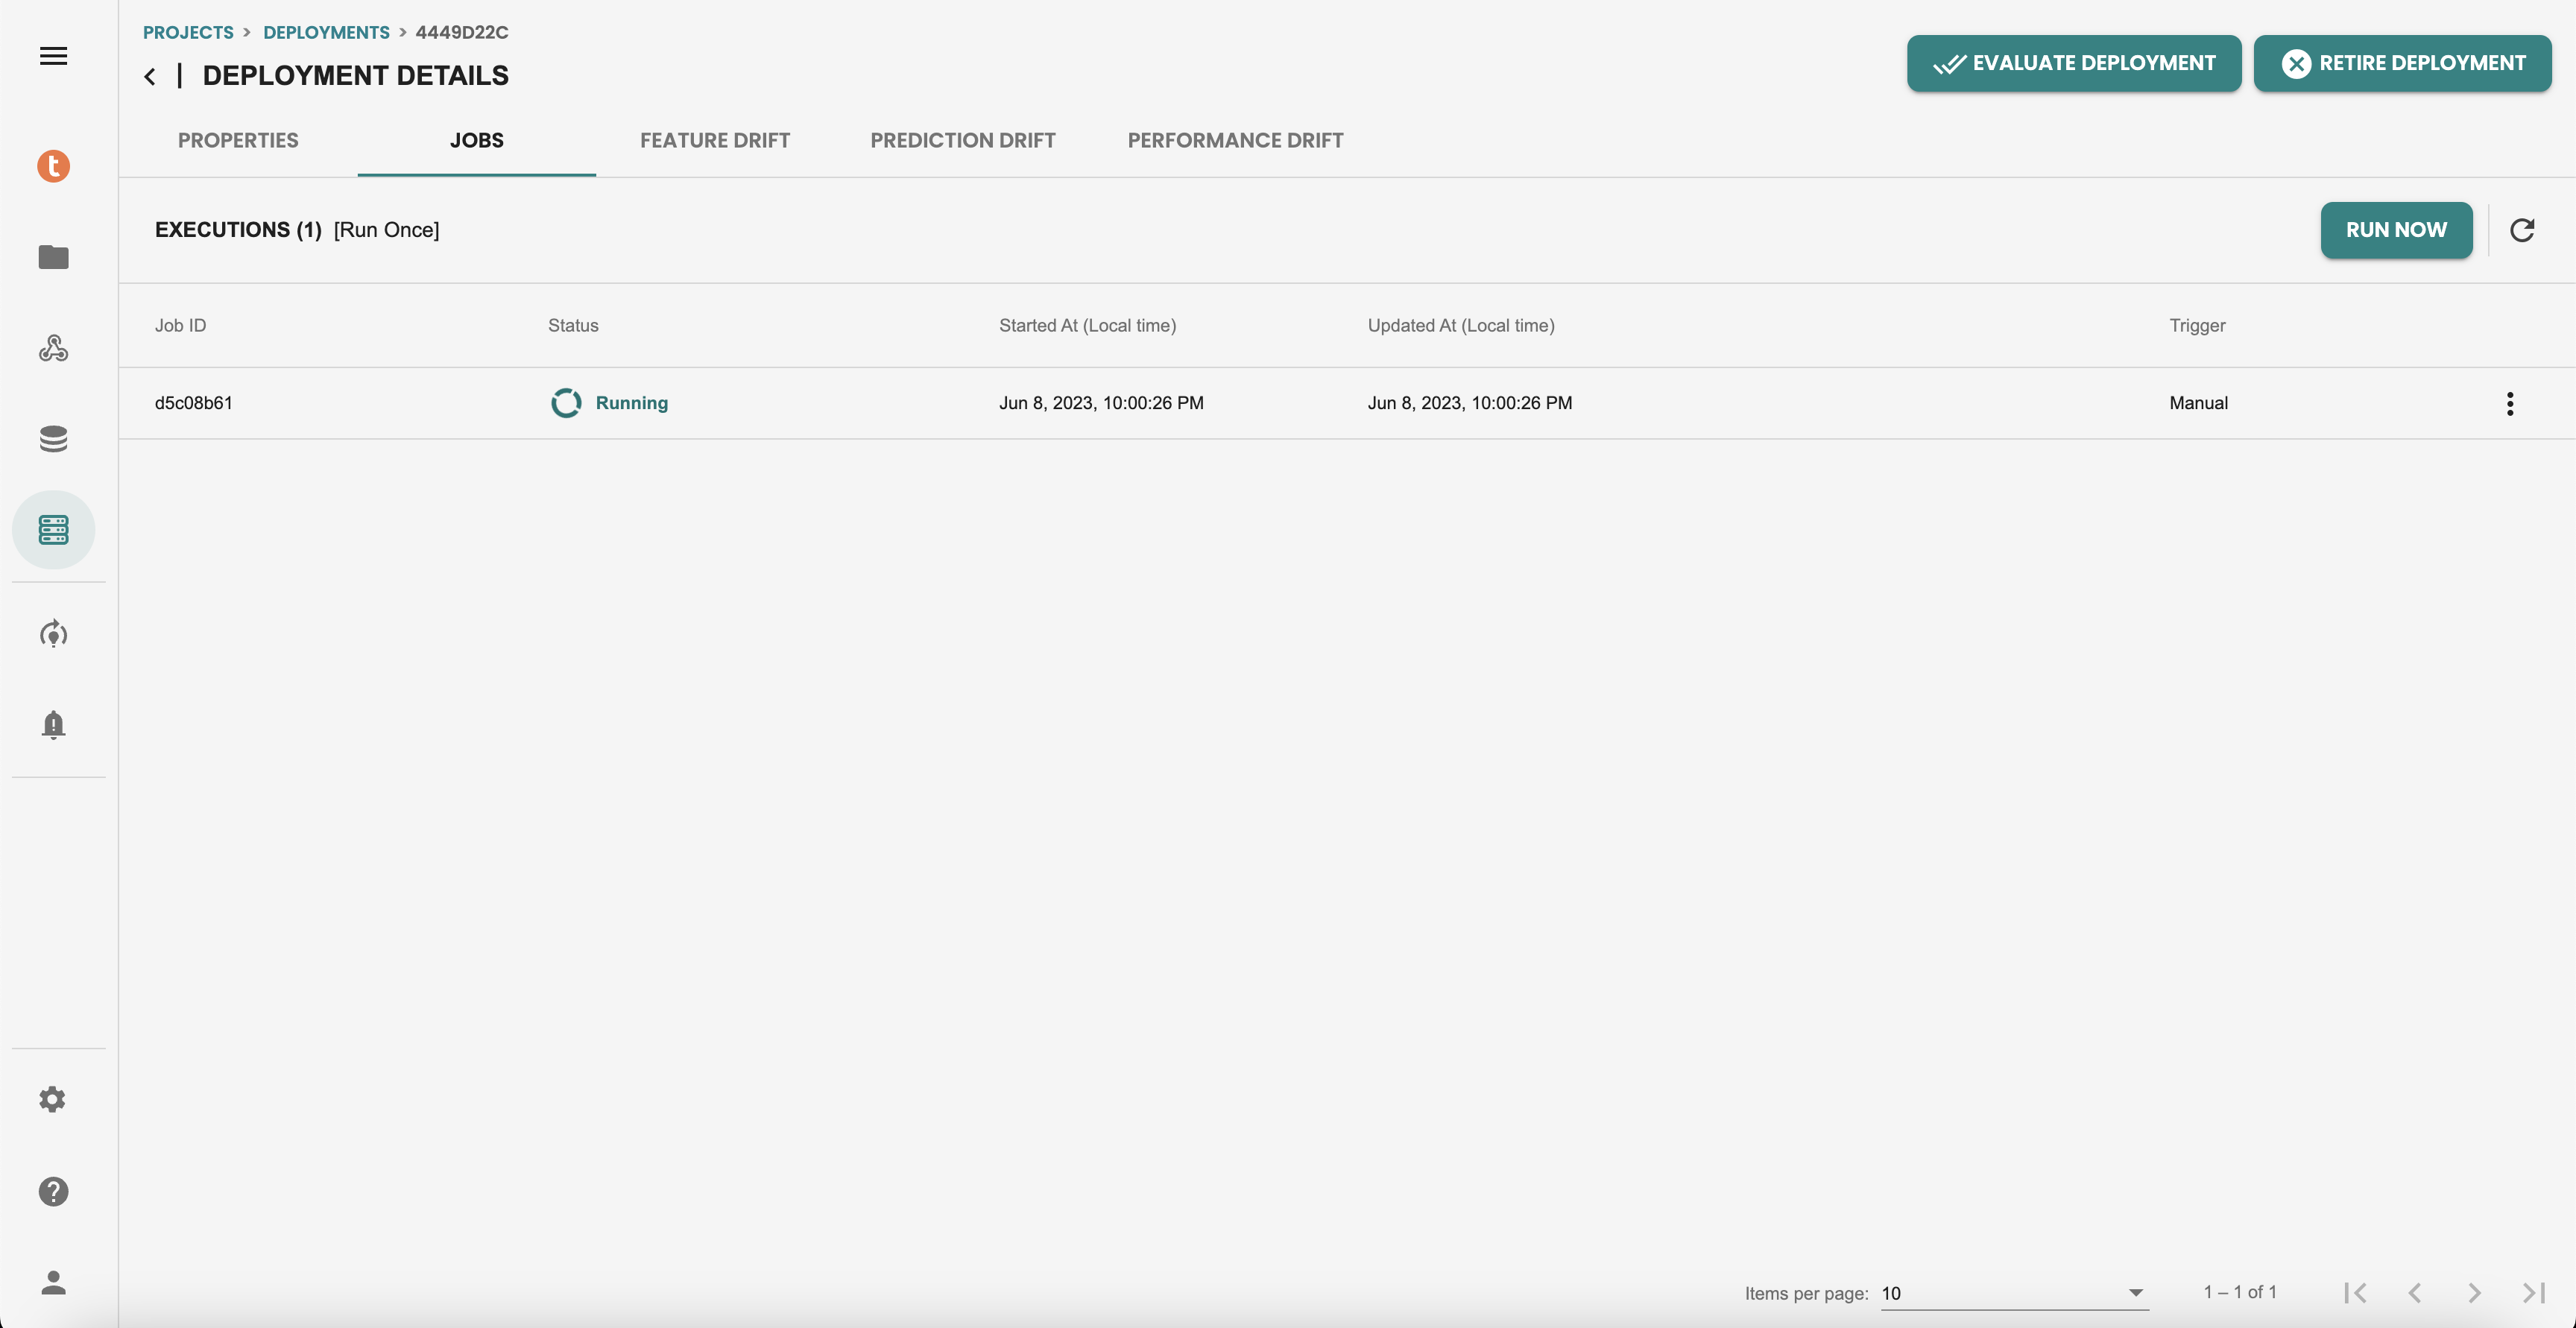 PROJECTS > DEPLOYMENTS > 4449D22C
DEPLOYMENT DETAILS
EVALUATE DEPLOYMENT
RETIRE DEPLOYMENT
PROPERTIES JOBS FEATURE DRIFT PREDICTION DRIFT PERFORMANCE DRIFT
EXECUTIONS (1) [Run Once]
RUN NOW
Job ID Status Started At (Local time) Updated At (Local time) Trigger
d5c08b61 Running Jun 8, 2023, 10:00:26 PM Jun 8, 2023, 10:00:26 PM Manual
Items per page: 10 1 – 1 of 1
t